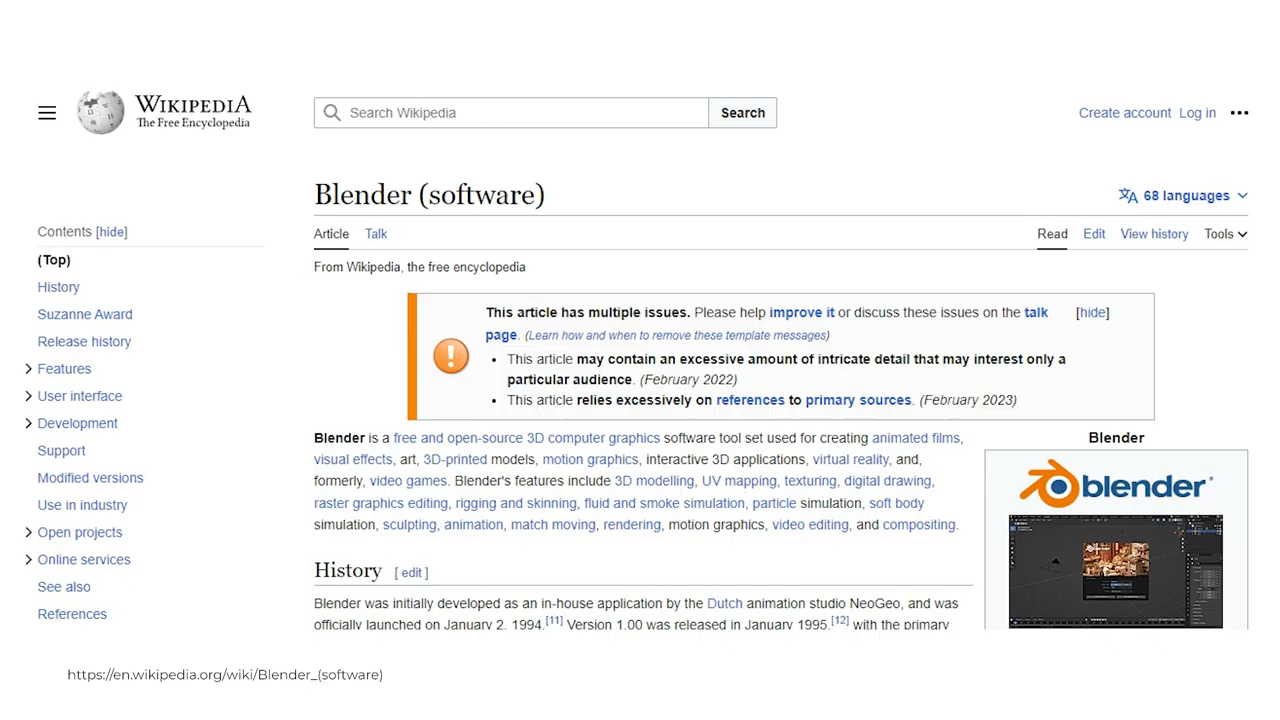 WIKIPEDIA
The Free Encyclopedia
Search Wikipedia
Search
Create account Log in
Blender (software)
68 languages
Contents [hide]
(Top)
History
Suzanne Award
Release history
Features
User interface
Development
Support
Modified versions
Use in industry
Open projects
Online services
See also
References
Article Talk
Read Edit View history Tools
From Wikipedia, the free encyclopedia
This article has multiple issues. Please help improve it or discuss these issues on the talk [hide]
page. (Learn how and when to remove these template messages)
• This article may contain an excessive amount of intricate detail that may interest only a
particular audience. (February 2022)
• This article relies excessively on references to primary sources. (February 2023)
Blender is a free and open-source 3D computer graphics software tool set used for creating animated films,
visual effects, art, 3D-printed models, motion graphics, interactive 3D applications, virtual reality, and,
formerly, video games. Blender's features include 3D modelling, UV mapping, texturing, digital drawing,
raster graphics editing, rigging and skinning, fluid and smoke simulation, particle simulation, soft body
simulation, sculpting, animation, match moving, rendering, motion graphics, video editing, and compositing.
Blender
blender
History [ edit ]
Blender was initially developed as an in-house application by the Dutch animation studio NeoGeo, and was
officially launched on January 2, 1994.[11] Version 1.00 was released in January 1995,[12] with the primary
https://en.wikipedia.org/wiki/Blender_(software)